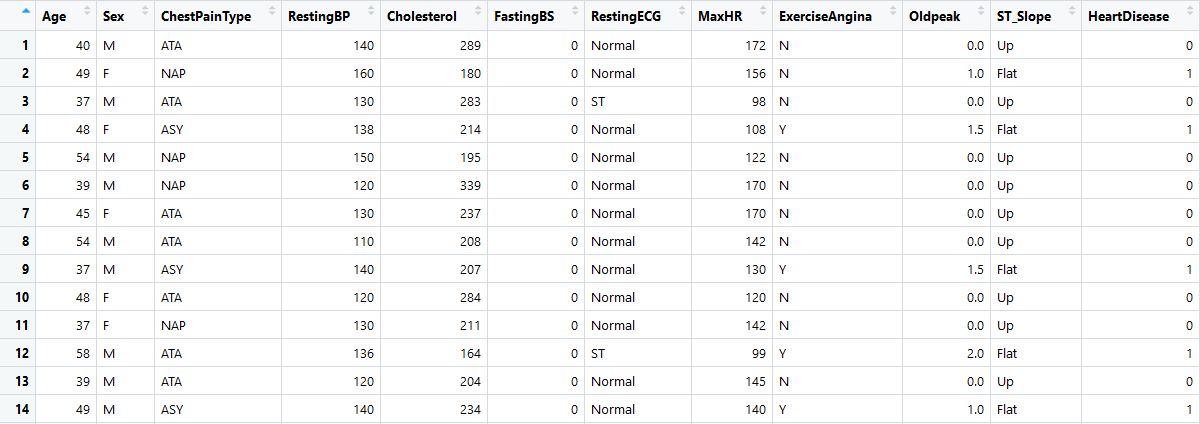 Age Sex ChestPainType RestingBP Cholesterol FastingBS RestingECG MaxHR ExerciseAngina Oldpeak ST_Slope HeartDisease
1 40 M ATA 140 289 0 Normal 172 N 0.0 Up 0
2 49 F NAP 160 180 0 Normal 156 N 1.0 Flat 1
3 37 M ATA 130 283 0 ST 98 N 0.0 Up 0
4 48 F ASY 138 214 0 Normal 108 Y 1.5 Flat 1
5 54 M NAP 150 195 0 Normal 122 N 0.0 Up 0
6 39 M NAP 120 339 0 Normal 170 N 0.0 Up 0
7 45 F ATA 130 237 0 Normal 170 N 0.0 Up 0
8 54 M ATA 110 208 0 Normal 142 N 0.0 Up 0
9 37 M ASY 140 207 0 Normal 130 Y 1.5 Flat 1
10 48 F ATA 120 284 0 Normal 120 N 0.0 Up 0
11 37 F NAP 130 211 0 Normal 142 N 0.0 Up 0
12 58 M ATA 136 164 0 ST 99 Y 2.0 Flat 1
13 39 M ATA 120 204 0 Normal 145 N 0.0 Up 0
14 49 M ASY 140 234 0 Normal 140 Y 1.0 Flat 1